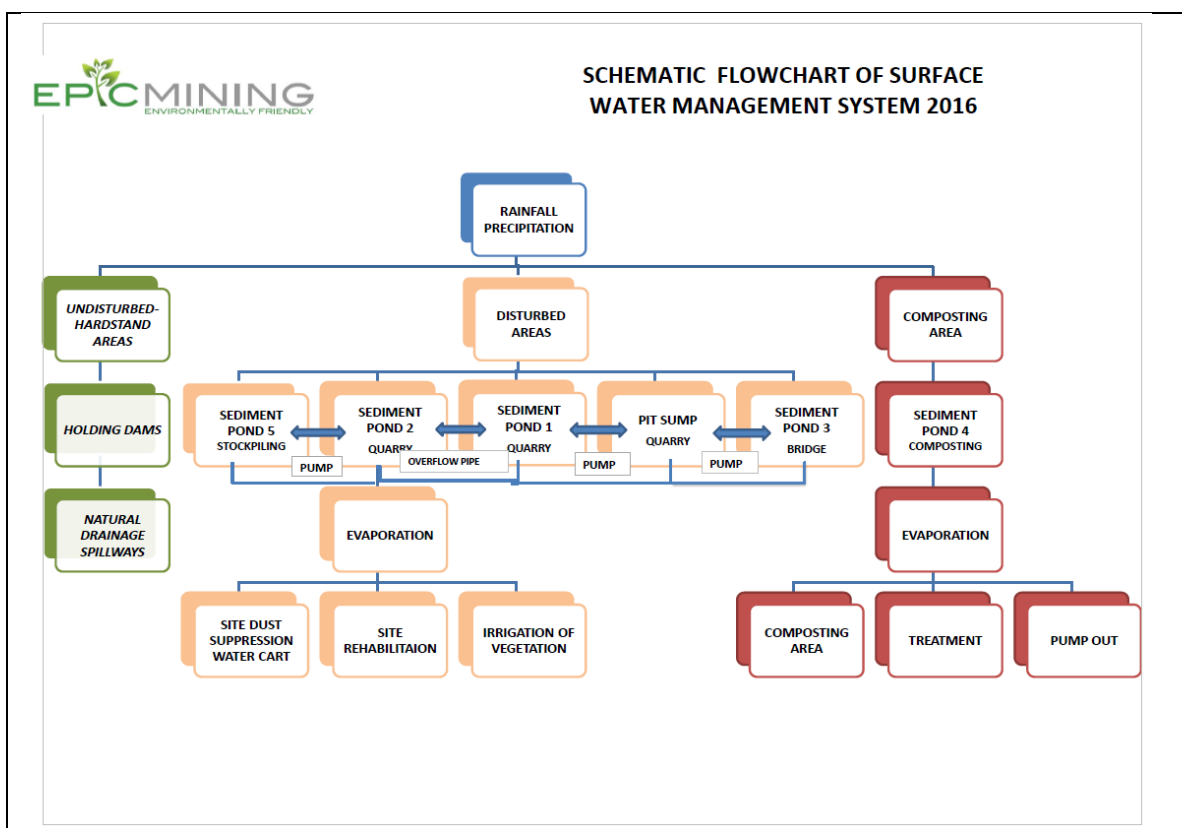 EPICMINING
ENVIRONMENTALLY FRIENDLY
SCHEMATIC FLOWCHART OF SURFACE
WATER MANAGEMENT SYSTEM 2016
RAINFALL
PRECIPITATION
UNDISTURBED-
HARDSTAND
AREAS
DISTURBED
AREAS
COMPOSTING
AREA
HOLDING DAMS
SEDIMENT
POND 5
STOCKPILING
SEDIMENT
POND 2
QUARRY
SEDIMENT
POND 1
QUARRY
PIT SUMP
QUARRY
SEDIMENT
POND 3
BRIDGE
SEDIMENT
POND 4
COMPOSTING
PUMP
OVERFLOW PIPE
PUMP
PUMP
NATURAL
DRAINAGE
SPILLWAYS
EVAPORATION
EVAPORATION
SITE DUST
SUPPRESSION
WATER CART
SITE
REHABILITAION
IRRIGATION OF
VEGETATION
COMPOSTING
AREA
TREATMENT
PUMP OUT